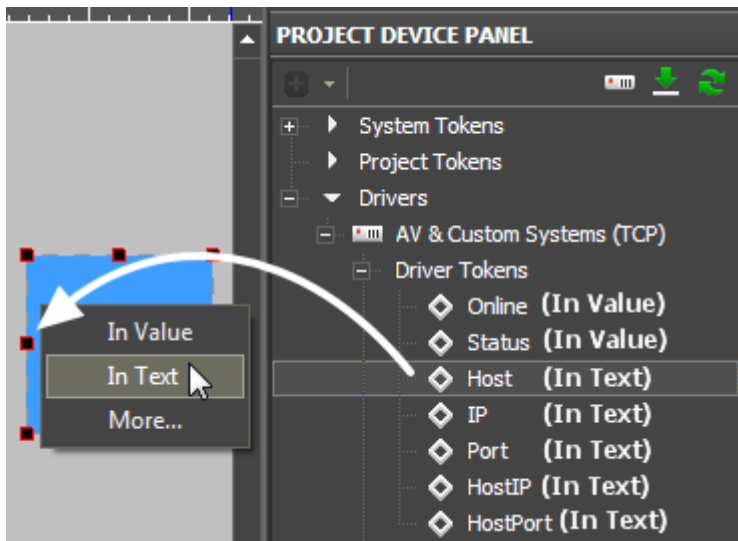 PROJECT DEVICE PANEL
System Tokens
Project Tokens
Drivers
AV & Custom Systems (TCP)
Driver Tokens
Online (In Value)
Status (In Value)
Host (In Text)
IP (In Text)
Port (In Text)
HostIP (In Text)
HostPort (In Text)
In Value
In Text
More...